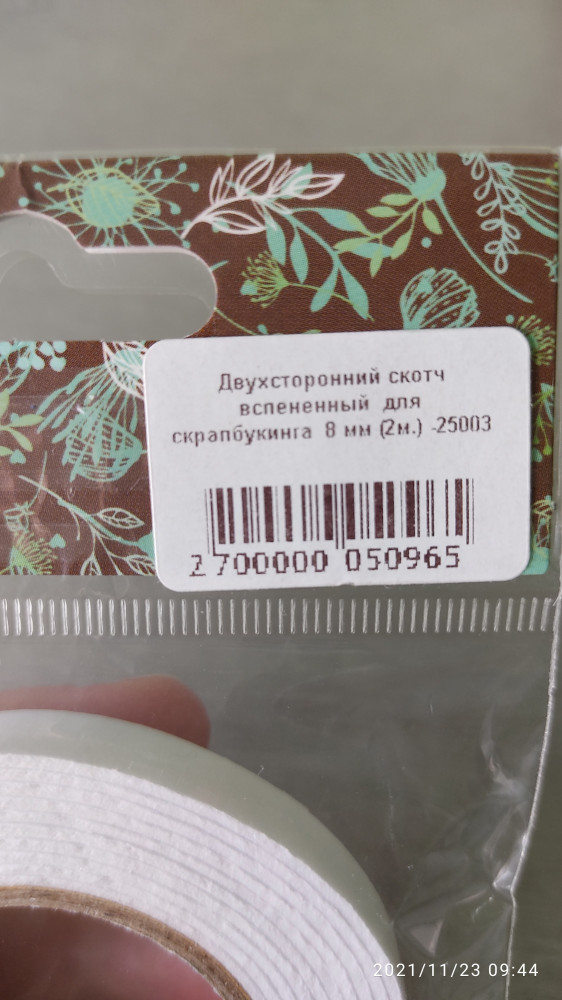 Двухсторонний скотч
вспененный для
скрапбукинга 8 мм (2м.) -25003
2700000 050965
2021/11/23 09:44